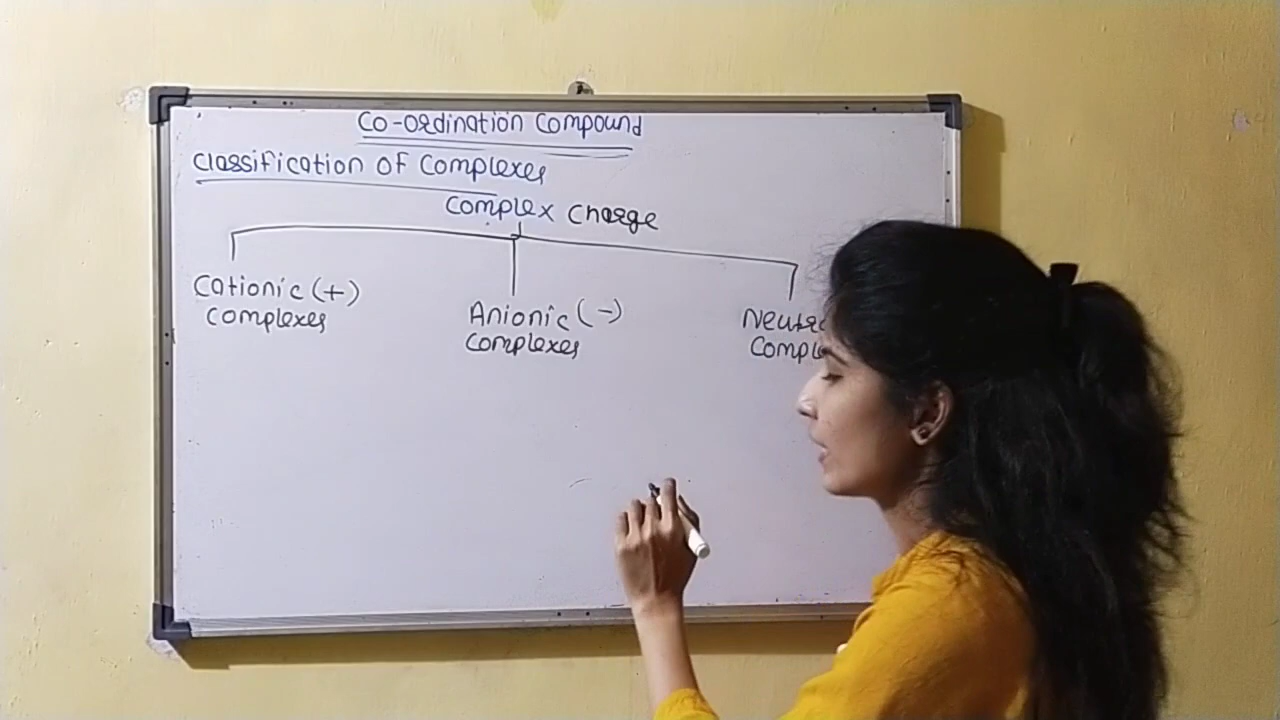 Co-ordination Compound
Classification of Complexes
Complex Charge
Cationic (+)
Complexes
Anionic (-)
Complexes